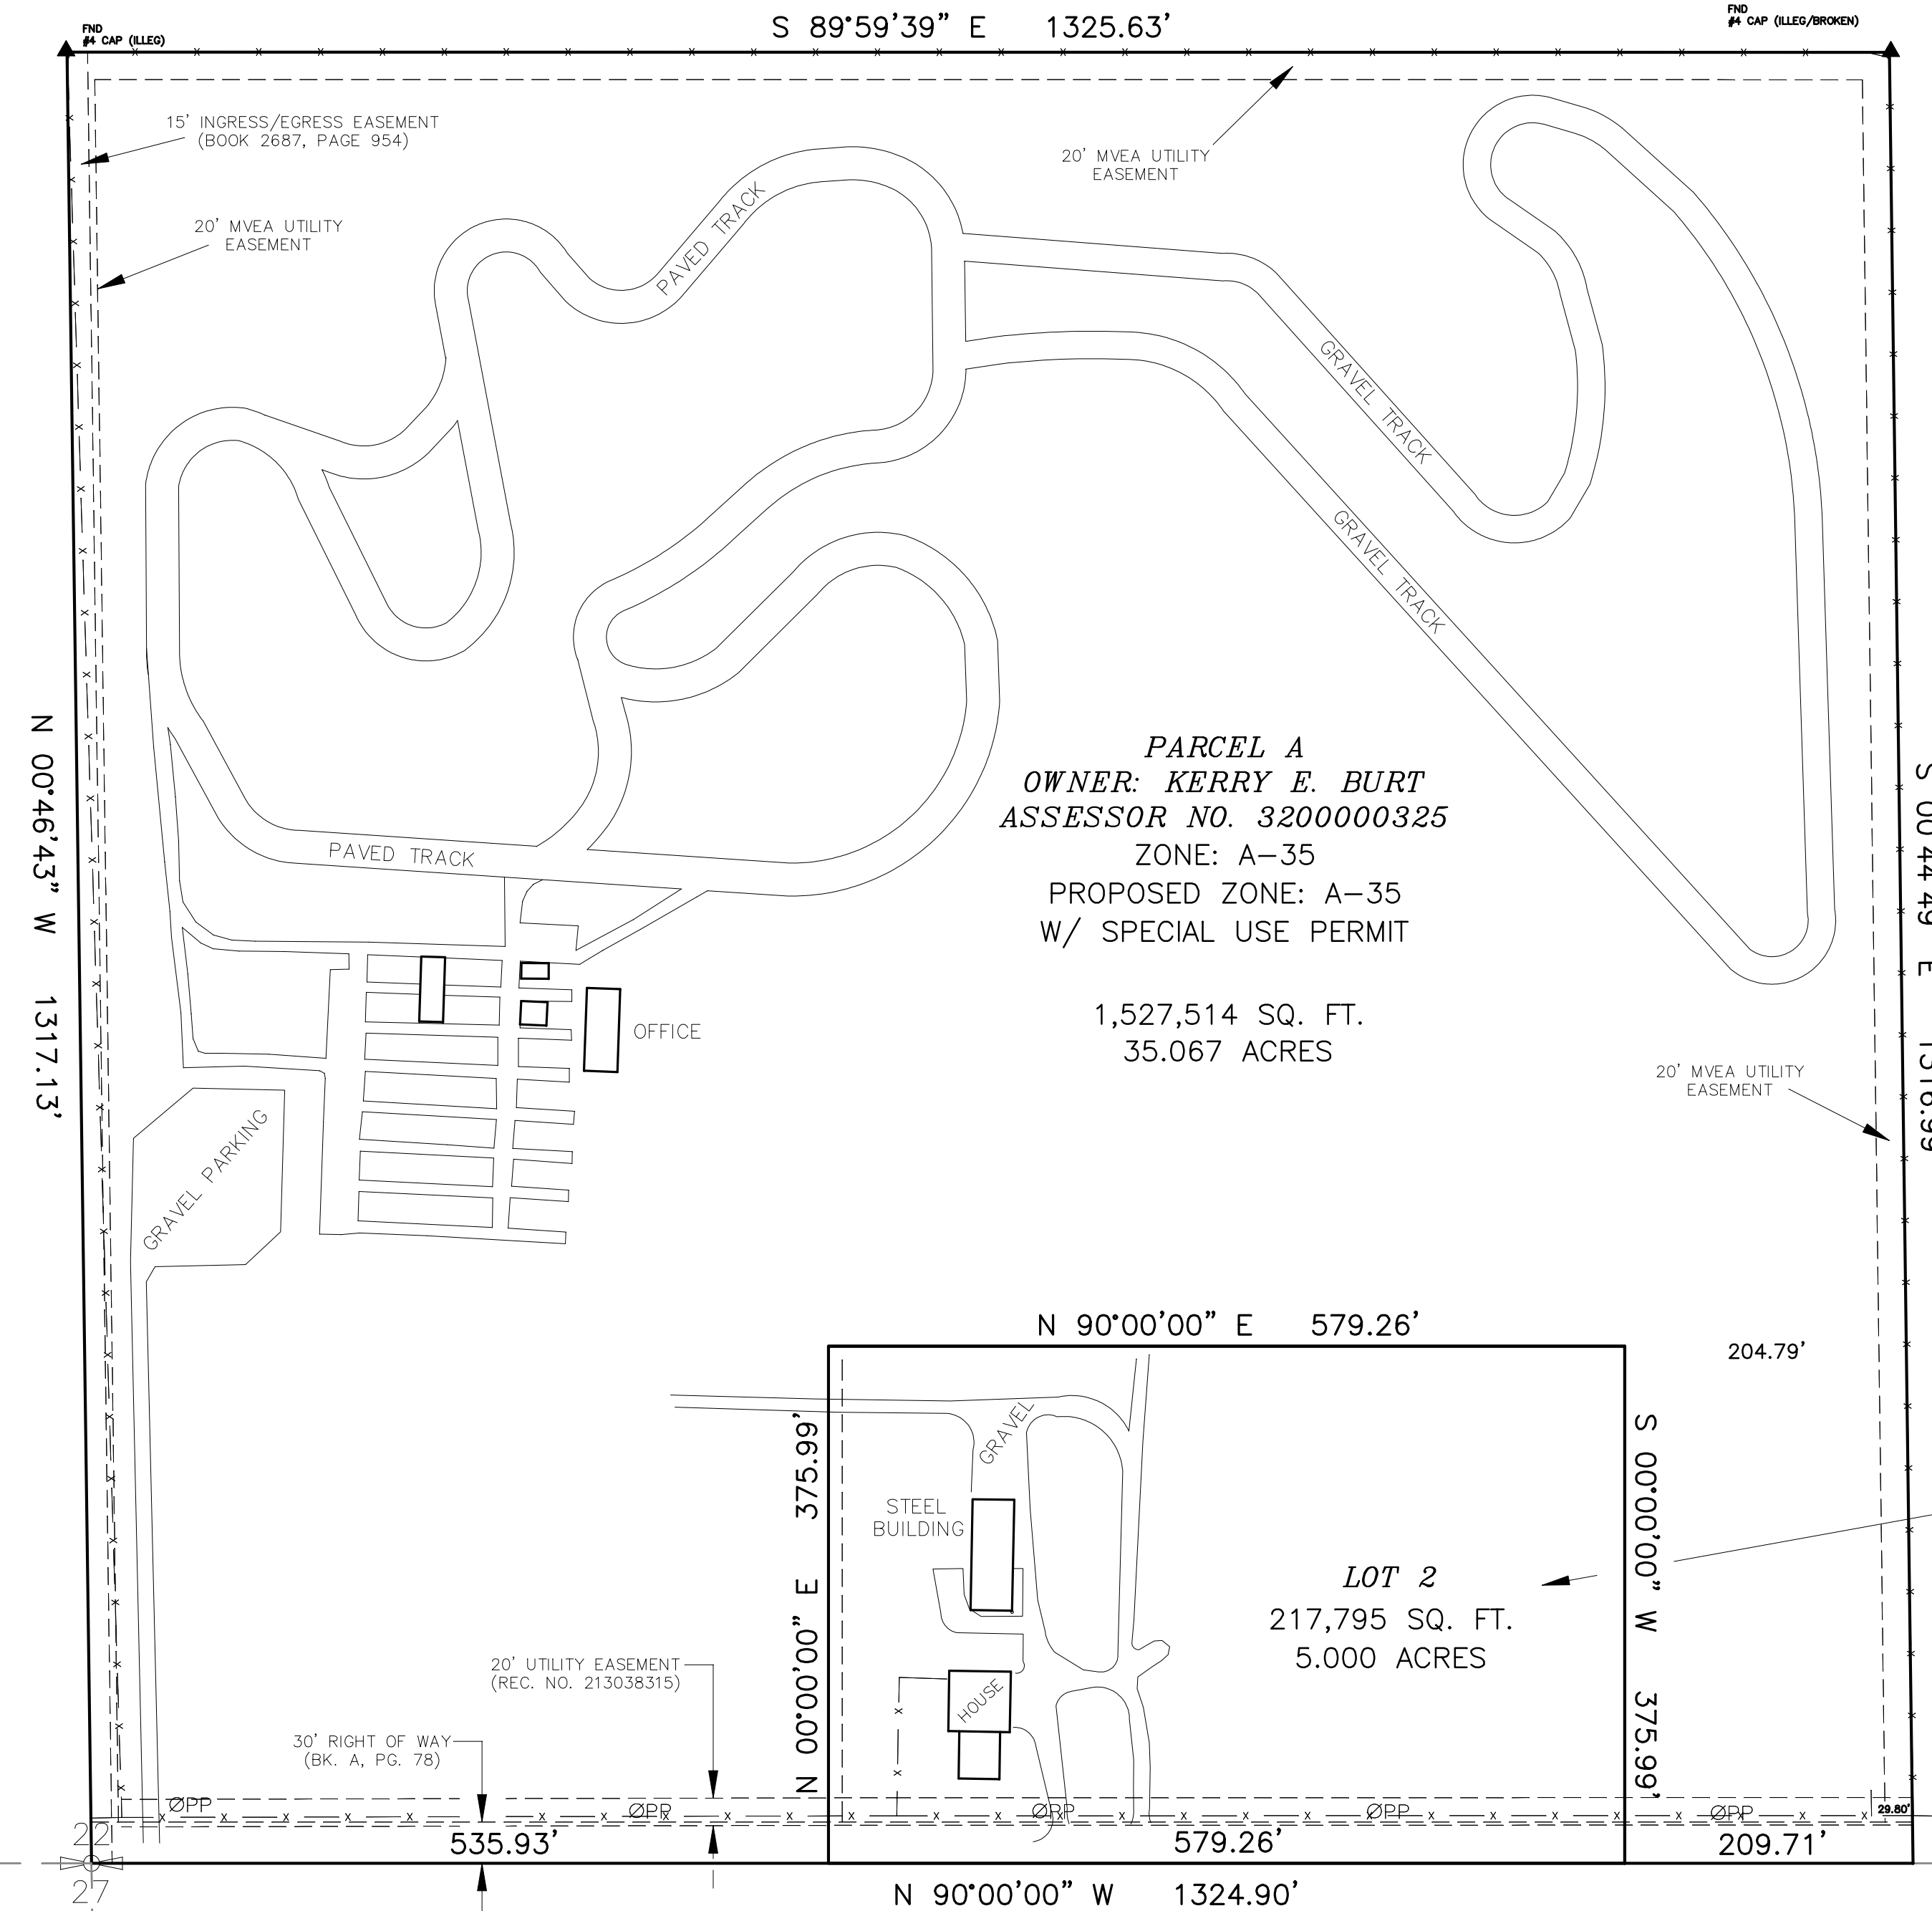 S 89°59'39" E 1325.63'
FND
#4 CAP (ILLEG)
FND
#4 CAP (ILLEG/BROKEN)
15' INGRESS/EGRESS EASEMENT
(BOOK 2687, PAGE 954)
20' MVEA UTILITY
EASEMENT
20' MVEA UTILITY
EASEMENT
PAVED TRACK
GRAVEL TRACK
GRAVEL TRACK
N 00°46'43" W 1317.13'
PARCEL A
OWNER: KERRY E. BURT
ASSESSOR NO. 3200000325
ZONE: A-35
PROPOSED ZONE: A-35
W/ SPECIAL USE PERMIT
1,527,514 SQ. FT.
35.067 ACRES
S 00°44'49" E 1316.99'
PAVED TRACK
OFFICE
20' MVEA UTILITY
EASEMENT
GRAVEL PARKING
N 90°00'00" E 579.26'
204.79'
N 00°00'00" E 375.99'
GRAVEL
STEEL
BUILDING
S 00°00'00" W 375.99'
LOT 2
217,795 SQ. FT.
5.000 ACRES
20' UTILITY EASEMENT
(REC. NO. 213038315)
HOUSE
30' RIGHT OF WAY
(BK. A, PG. 78)
ØPP
ØPP
ØPP
ØPP
ØPP
29.80'
22
535.93'
579.26'
209.71'
27
N 90°00'00" W 1324.90'